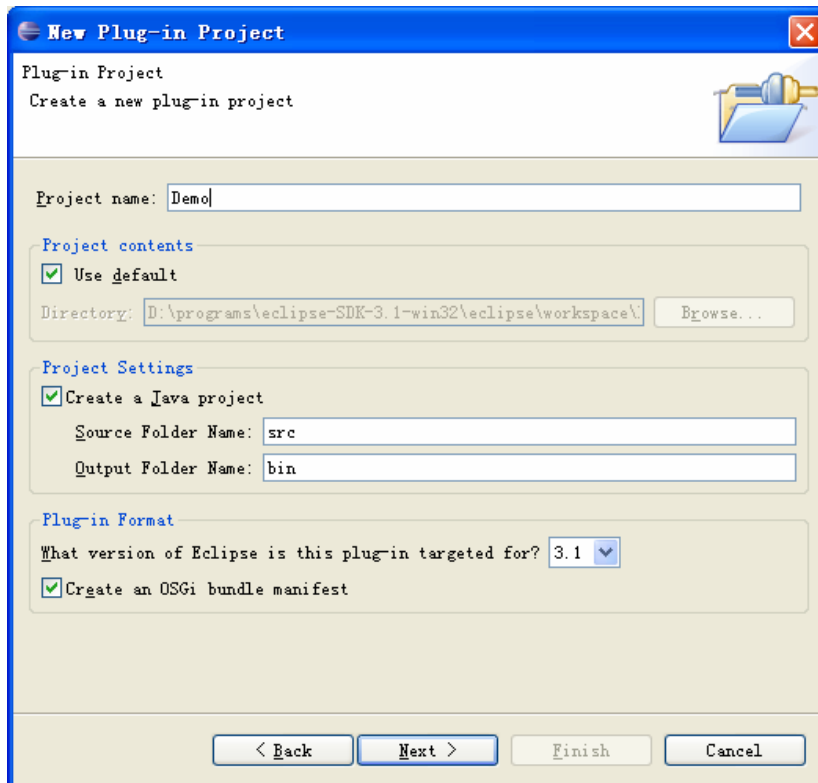 New Plug-in Project
Plug-in Project
Create a new plug-in project
Project name: Demo
Project contents
Use default
Directory: D:\programs\eclipse-SDK-3.1-win32\eclipse\workspace\
Browse...
Project Settings
Create a Java project
Source Folder Name: src
Output Folder Name: bin
Plug-in Format
What version of Eclipse is this plug-in targeted for? 3.1
Create an OSGi bundle manifest
< Back Next > Finish Cancel